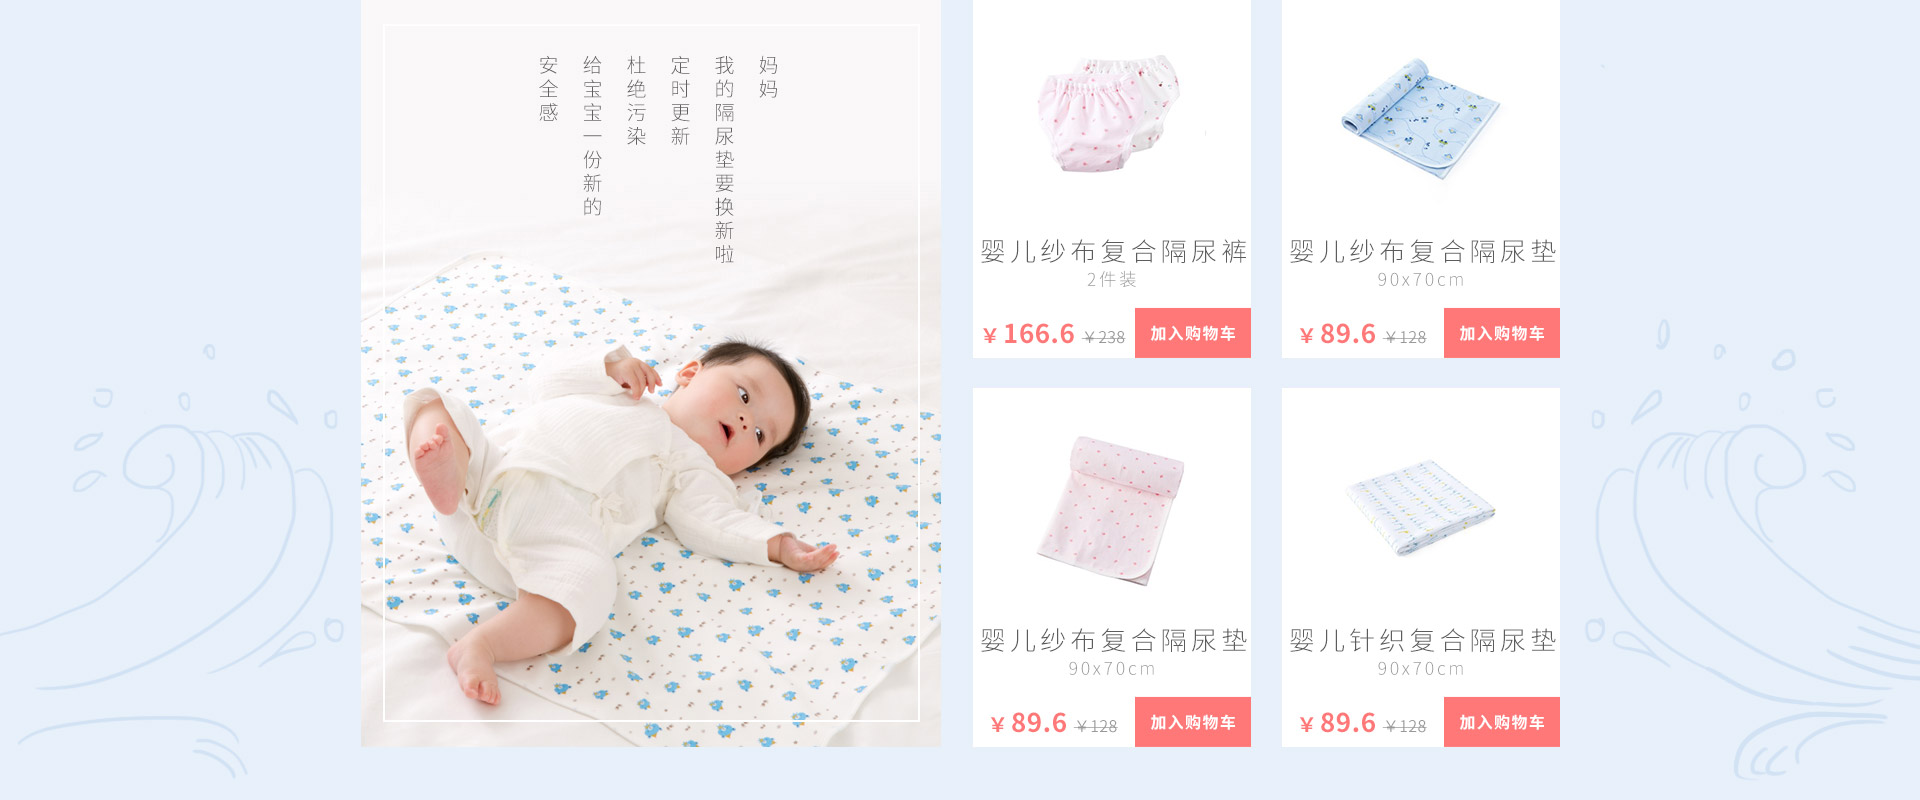 妈妈
我的隔尿垫要换新啦
定时更新
杜绝污染
给宝宝一份新的
安全感
婴儿纱布复合隔尿裤
2件装
¥166.6 ¥238 加入购物车
婴儿纱布复合隔尿垫
90x70cm
¥89.6 ¥128 加入购物车
婴儿纱布复合隔尿垫
90x70cm
¥89.6 ¥128 加入购物车
婴儿针织复合隔尿垫
90x70cm
¥89.6 ¥128 加入购物车